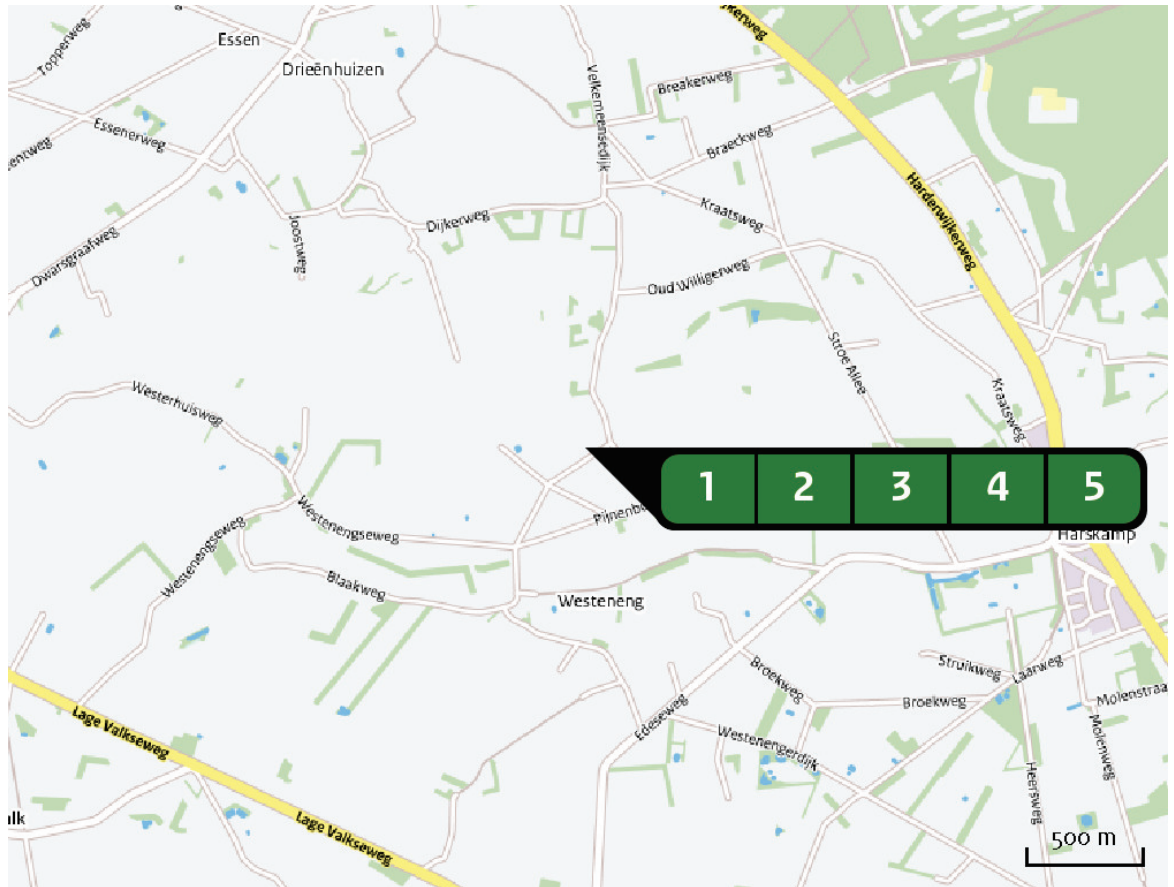 Topperweg
Essen
Drieënhuizen
Velkemeensedijk
Breakerweg
Essenerweg
Braeckweg
Kraatsweg
Harderwijkerweg
Joostweg
Dijkerweg
Dwarsgraafweg
Oud Willigerweg
Stroe Allee
Kraatsweg
Westerhuisweg
1 2 3 4 5
Westenengseweg
Harskamp
Westenengseweg
Blaakweg
Westeneng
Struikweg
Laarweg
Broekweg
Broekweg
Molenstraa
Edeseweg
Lage Valkseweg
Westenengerdijk
Molenweg
Heersweg
alk
Lage Valkseweg
500 m